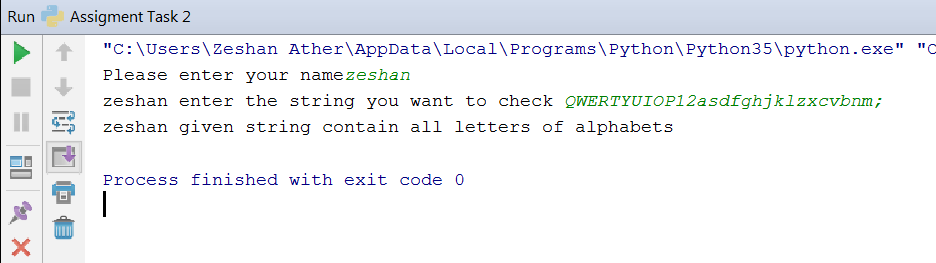 Run Assigment Task 2
"C:\Users\Zeshan Ather\AppData\Local\Programs\Python\Python35\python.exe" "C
Please enter your namezeshan
zeshan enter the string you want to check QWERTYUIOP12asdfghjklzxcvbnm;
zeshan given string contain all letters of alphabets
Process finished with exit code 0